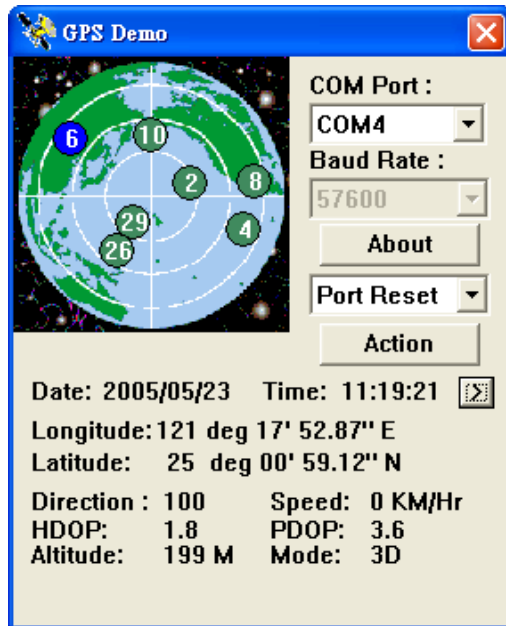 GPS Demo
6
10
2
8
29
4
26
COM Port :
COM4
Baud Rate :
57600
About
Port Reset
Action
Date: 2005/05/23 Time: 11:19:21 Σ
Longitude: 121 deg 17' 52.87" E
Latitude: 25 deg 00' 59.12" N
Direction : 100 Speed: 0 KM/Hr
HDOP: 1.8 PDOP: 3.6
Altitude: 199 M Mode: 3D